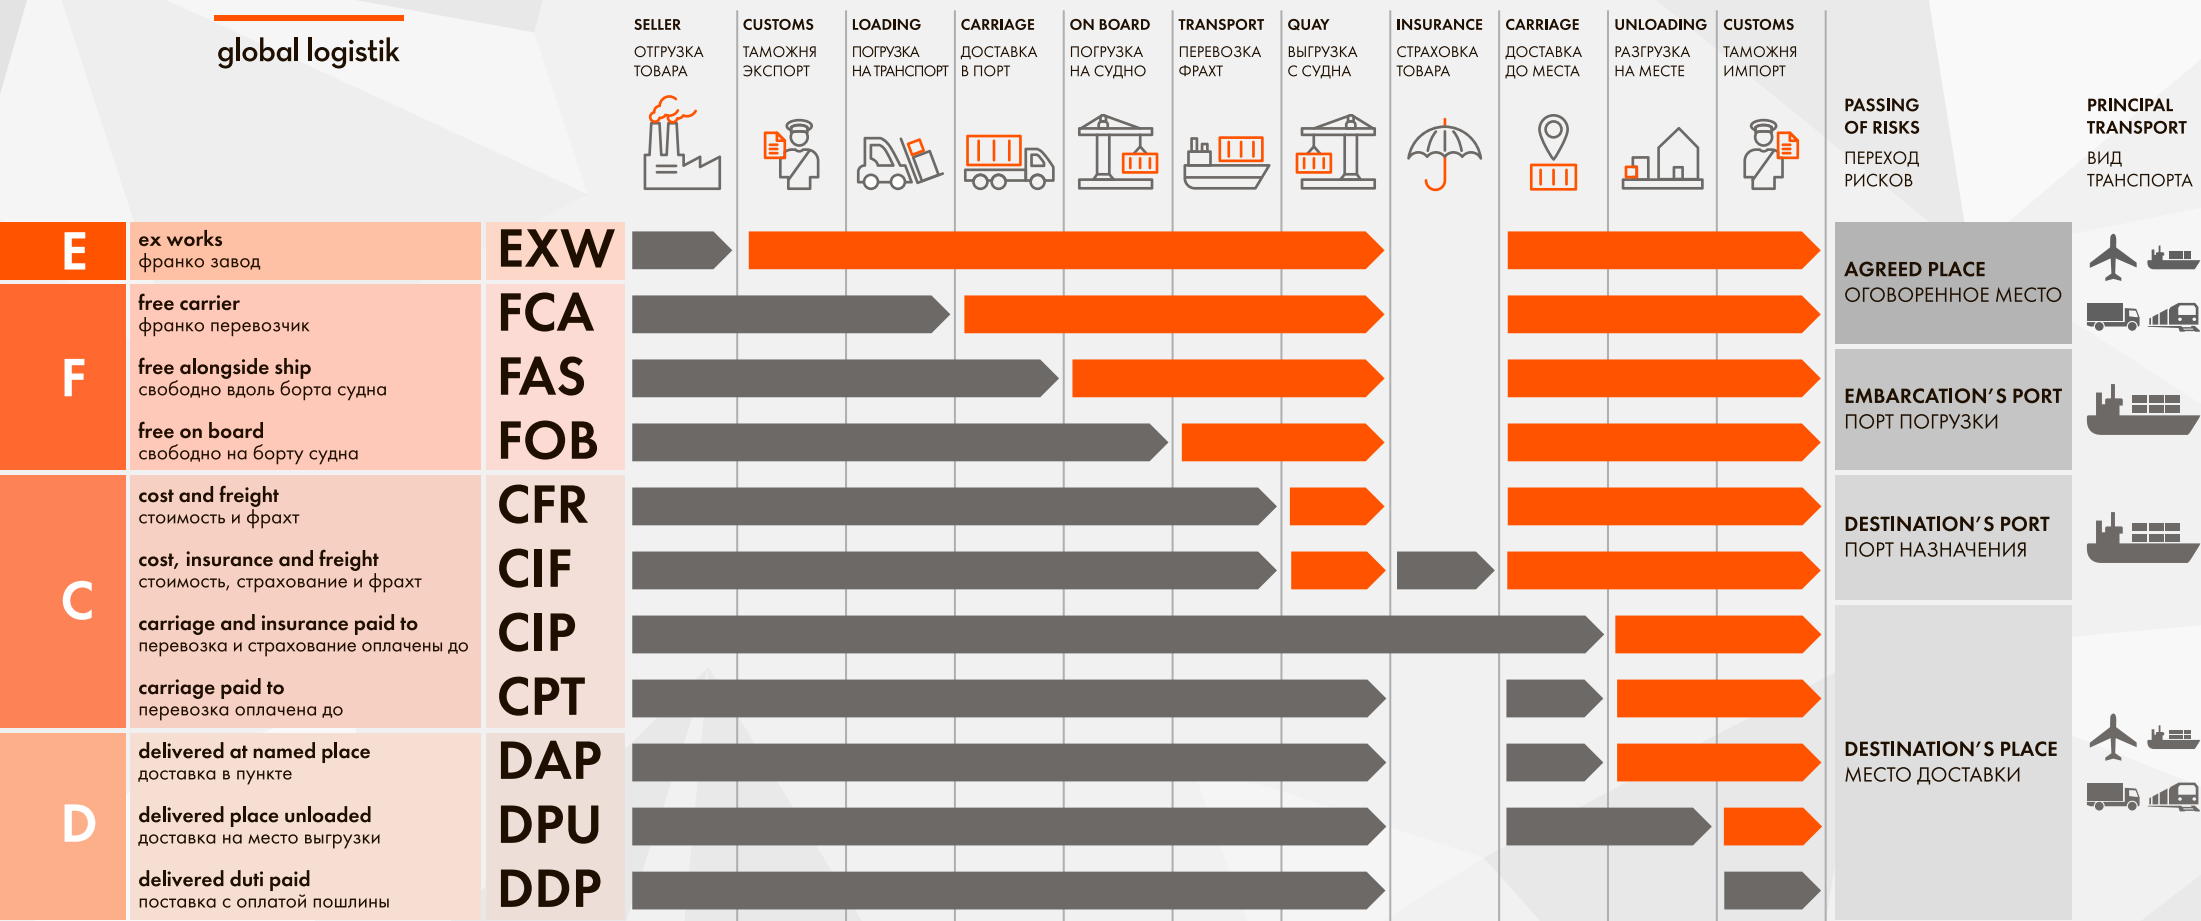 global logistik
SELLER
ОТГРУЗКА
ТОВАРА
CUSTOMS
ТАМОЖНЯ
ЭКСПОРТ
LOADING
ПОГРУЗКА
НА ТРАНСПОРТ
CARRIAGE
ДОСТАВКА
В ПОРТ
ON BOARD
ПОГРУЗКА
НА СУДНО
TRANSPORT
ПЕРЕВОЗКА
ФРАХТ
QUAY
ВЫГРУЗКА
С СУДНА
INSURANCE
СТРАХОВКА
ТОВАРА
CARRIAGE
ДОСТАВКА
ДО МЕСТА
UNLOADING
РАЗГРУЗКА
НА МЕСТЕ
CUSTOMS
ТАМОЖНЯ
ИМПОРТ
PASSING
OF RISKS
ПЕРЕХОД
РИСКОВ
PRINCIPAL
TRANSPORT
ВИД
ТРАНСПОРТА
E
ex works
франко завод
EXW
AGREED PLACE
ОГОВОРЕННОЕ МЕСТО
F
free carrier
франко перевозчик
FCA
free alongside ship
свободно вдоль борта судна
FAS
EMBARCATION'S PORT
ПОРТ ПОГРУЗКИ
free on board
свободно на борту судна
FOB
C
cost and freight
стоимость и фрахт
CFR
DESTINATION'S PORT
ПОРТ НАЗНАЧЕНИЯ
cost, insurance and freight
стоимость, страхование и фрахт
CIF
carriage and insurance paid to
перевозка и страхование оплачены до
CIP
carriage paid to
перевозка оплачена до
CPT
D
delivered at named place
доставка в пункте
DAP
DESTINATION'S PLACE
МЕСТО ДОСТАВКИ
delivered place unloaded
доставка на место выгрузки
DPU
delivered duti paid
поставка с оплатой пошлины
DDP